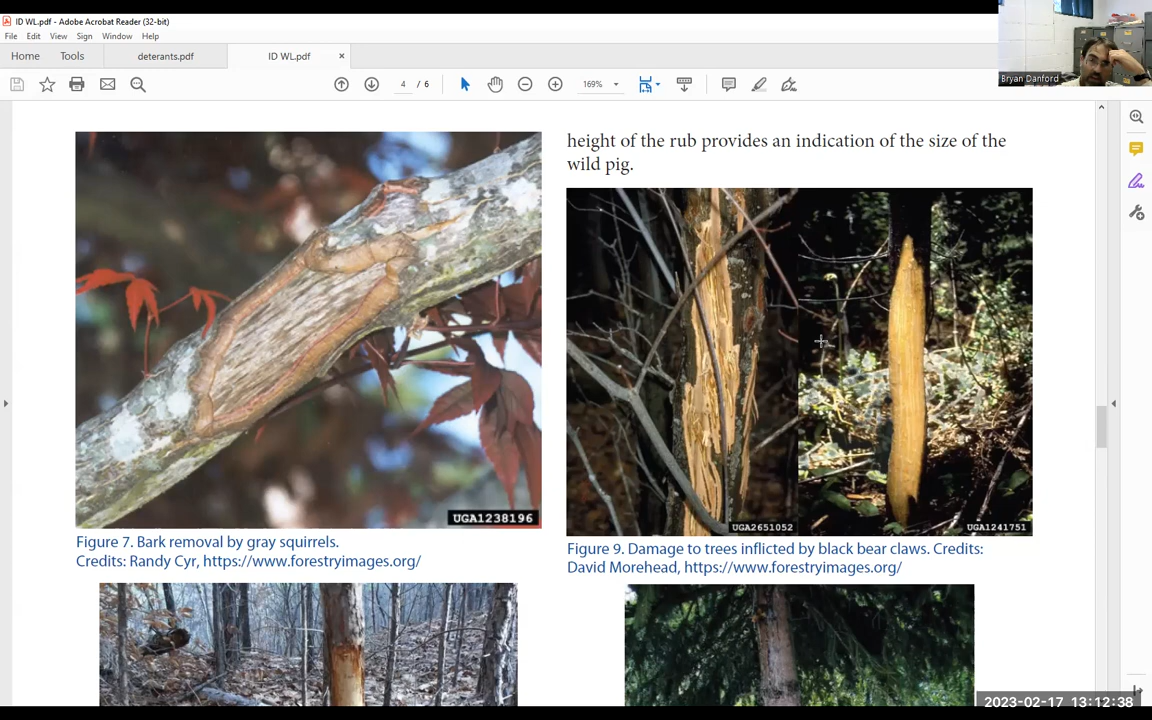 ID WL.pdf - Adobe Acrobat Reader (32-bit)
File Edit View Sign Window Help
Home Tools deterants.pdf ID WL.pdf ×
4 / 6 169%
Bryan Danford
height of the rub provides an indication of the size of the
wild pig.
UGA1238196
UGA2651052
UGA1241751
Figure 7. Bark removal by gray squirrels.
Credits: Randy Cyr, https://www.forestryimages.org/
Figure 9. Damage to trees inflicted by black bear claws. Credits:
David Morehead, https://www.forestryimages.org/
2023-02-17 13:12:38